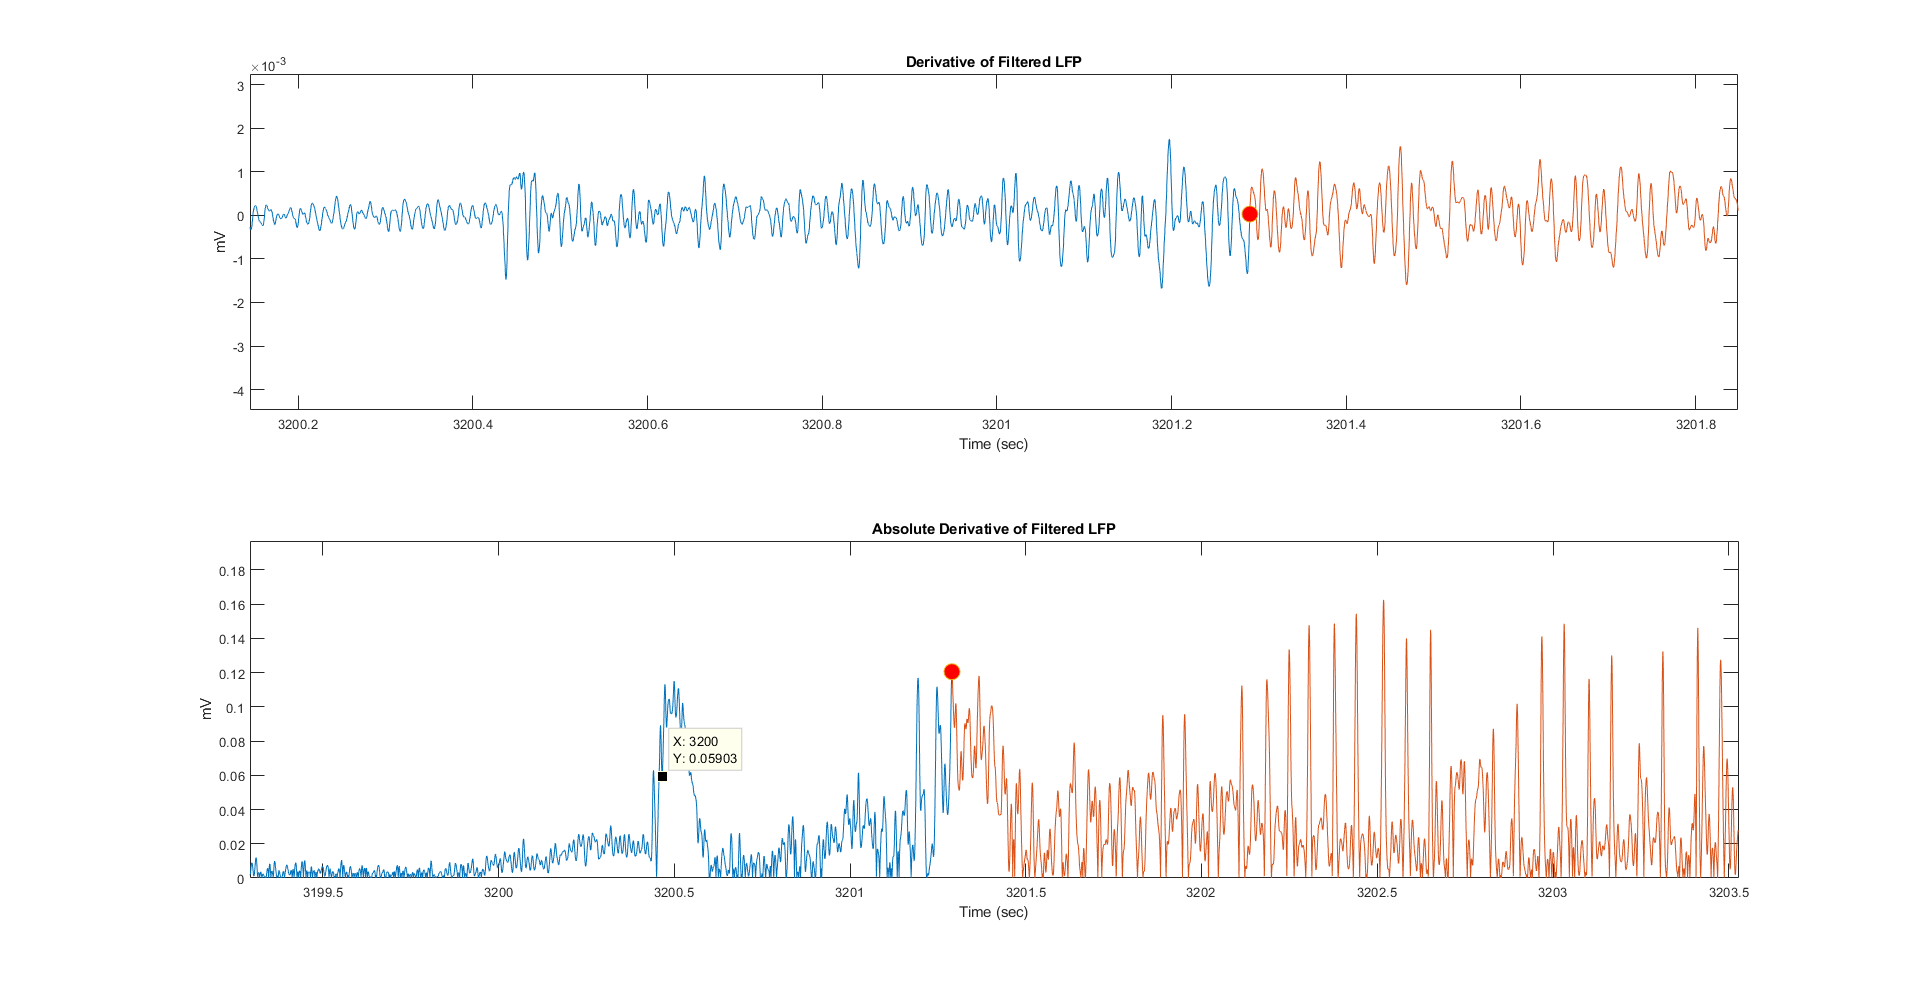 Derivative of Filtered LFP
×10-3
3
2
1
0
-1
-2
-3
-4
mV
3200.2 3200.4 3200.6 3200.8 3201 3201.2 3201.4 3201.6 3201.8
Time (sec)
Absolute Derivative of Filtered LFP
0.18
0.16
0.14
0.12
0.1
0.08
0.06
0.04
0.02
0
mV
X: 3200
Y: 0.05903
3199.5 3200 3200.5 3201 3201.5 3202 3202.5 3203 3203.5
Time (sec)